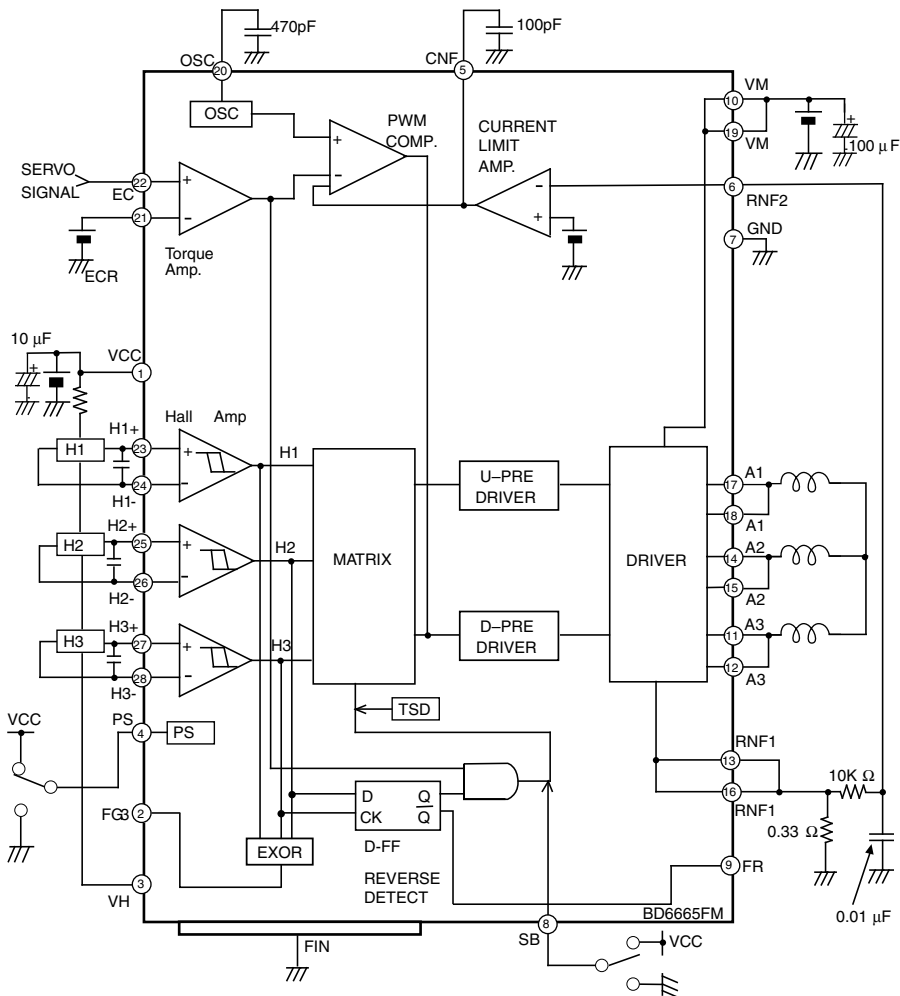 470pF
100pF
OSC
20
CNF
5
VM
10
OSC
PWM
COMP.
CURRENT
LIMIT
AMP.
19
VM
+
100 µF
SERVO
SIGNAL
22
EC
+
-
+
-
-
+
6
RNF2
21
ECR
Torque
Amp.
7
GND
10 µF
VCC
1
+
Hall Amp
H1
H1+
23
24
H1-
+
-
H1
H2
H2+
25
26
H2-
+
-
H2
H3
H3+
27
28
H3-
+
-
H3
MATRIX
U–PRE
DRIVER
D–PRE
DRIVER
DRIVER
17
A1
18
A1
14
A2
15
A2
11
A3
12
A3
VCC
PS
4
PS
TSD
RNF1
13
16
RNF1
10K Ω
0.33 Ω
0.01 µF
2
FG3
D Q
CK Q
D-FF
EXOR
REVERSE
DETECT
9
FR
3
VH
BD6665FM
FIN
8
SB
VCC